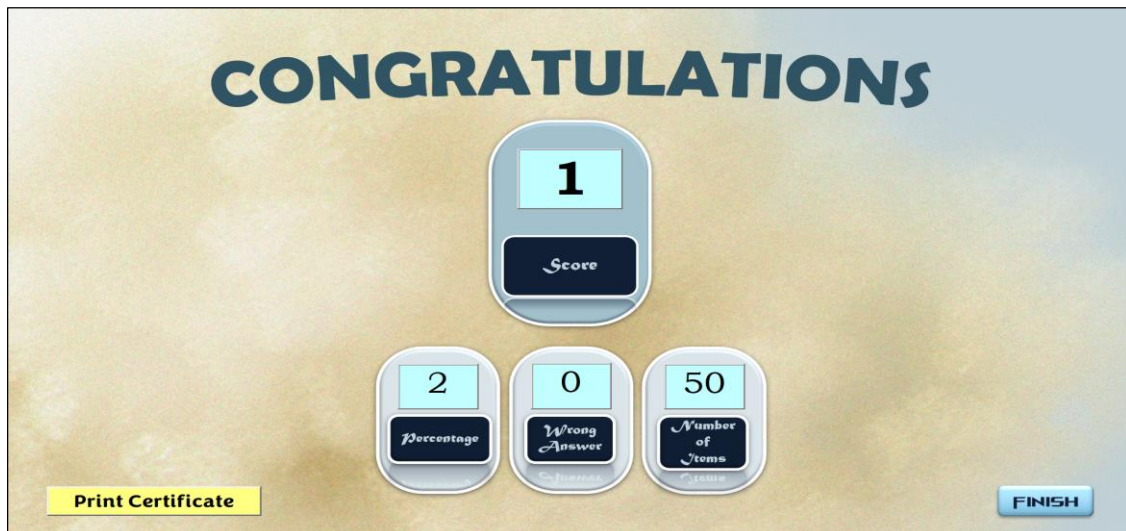 CONGRATULATIONS
1
Score
2
Percentage
0
Wrong
Answer
50
Number
of
Items
Print Certificate
FINISH